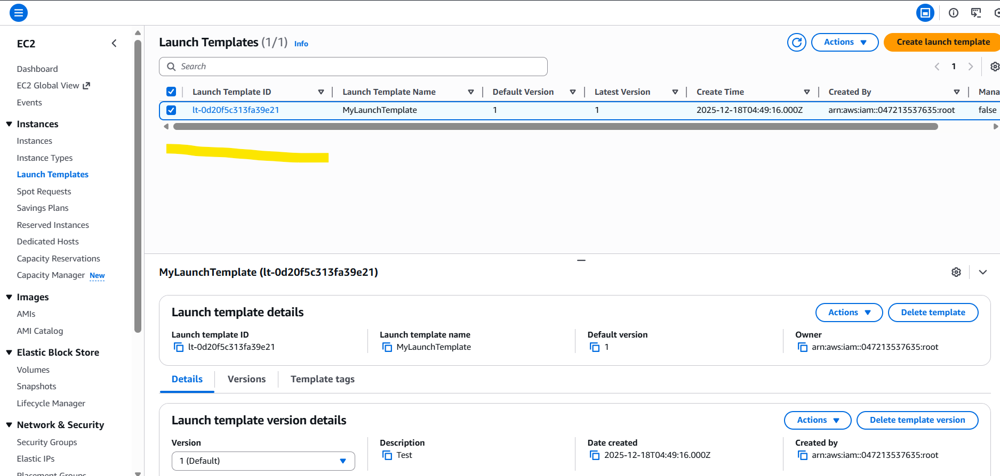 EC2
Dashboard
EC2 Global View
Events
Instances
Instances
Instance Types
Launch Templates
Spot Requests
Savings Plans
Reserved Instances
Dedicated Hosts
Capacity Reservations
Capacity Manager New
Images
AMIs
AMI Catalog
Elastic Block Store
Volumes
Snapshots
Lifecycle Manager
Network & Security
Security Groups
Elastic IPs
Placement Groups
Launch Templates (1/1) Info
Actions
Create launch template
Search
1
Launch Template ID Launch Template Name Default Version Latest Version Create Time Created By Mana
lt-0d20f5c313fa39e21 MyLaunchTemplate 1 1 2025-12-18T04:49:16.000Z arn:aws:iam::047213537635:root false
MyLaunchTemplate (lt-0d20f5c313fa39e21)
Launch template details
Actions
Delete template
Launch template ID Launch template name Default version Owner
lt-0d20f5c313fa39e21 MyLaunchTemplate 1 arn:aws:iam::047213537635:root
Details Versions Template tags
Launch template version details
Actions
Delete template version
Version Description Date created Created by
1 (Default) Test 2025-12-18T04:49:16.000Z arn:aws:iam::047213537635:root